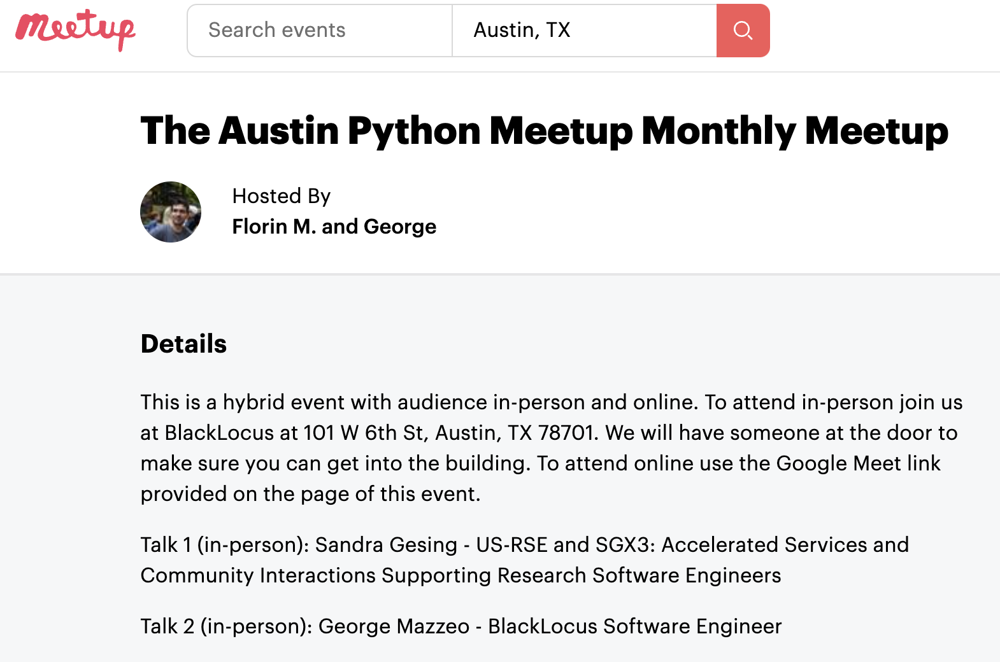 Meetup
Search events
Austin, TX
The Austin Python Meetup Monthly Meetup
Hosted By
Florin M. and George
Details
This is a hybrid event with audience in-person and online. To attend in-person join us
at BlackLocus at 101 W 6th St, Austin, TX 78701. We will have someone at the door to
make sure you can get into the building. To attend online use the Google Meet link
provided on the page of this event.
Talk 1 (in-person): Sandra Gesing - US-RSE and SGX3: Accelerated Services and
Community Interactions Supporting Research Software Engineers
Talk 2 (in-person): George Mazzeo - BlackLocus Software Engineer